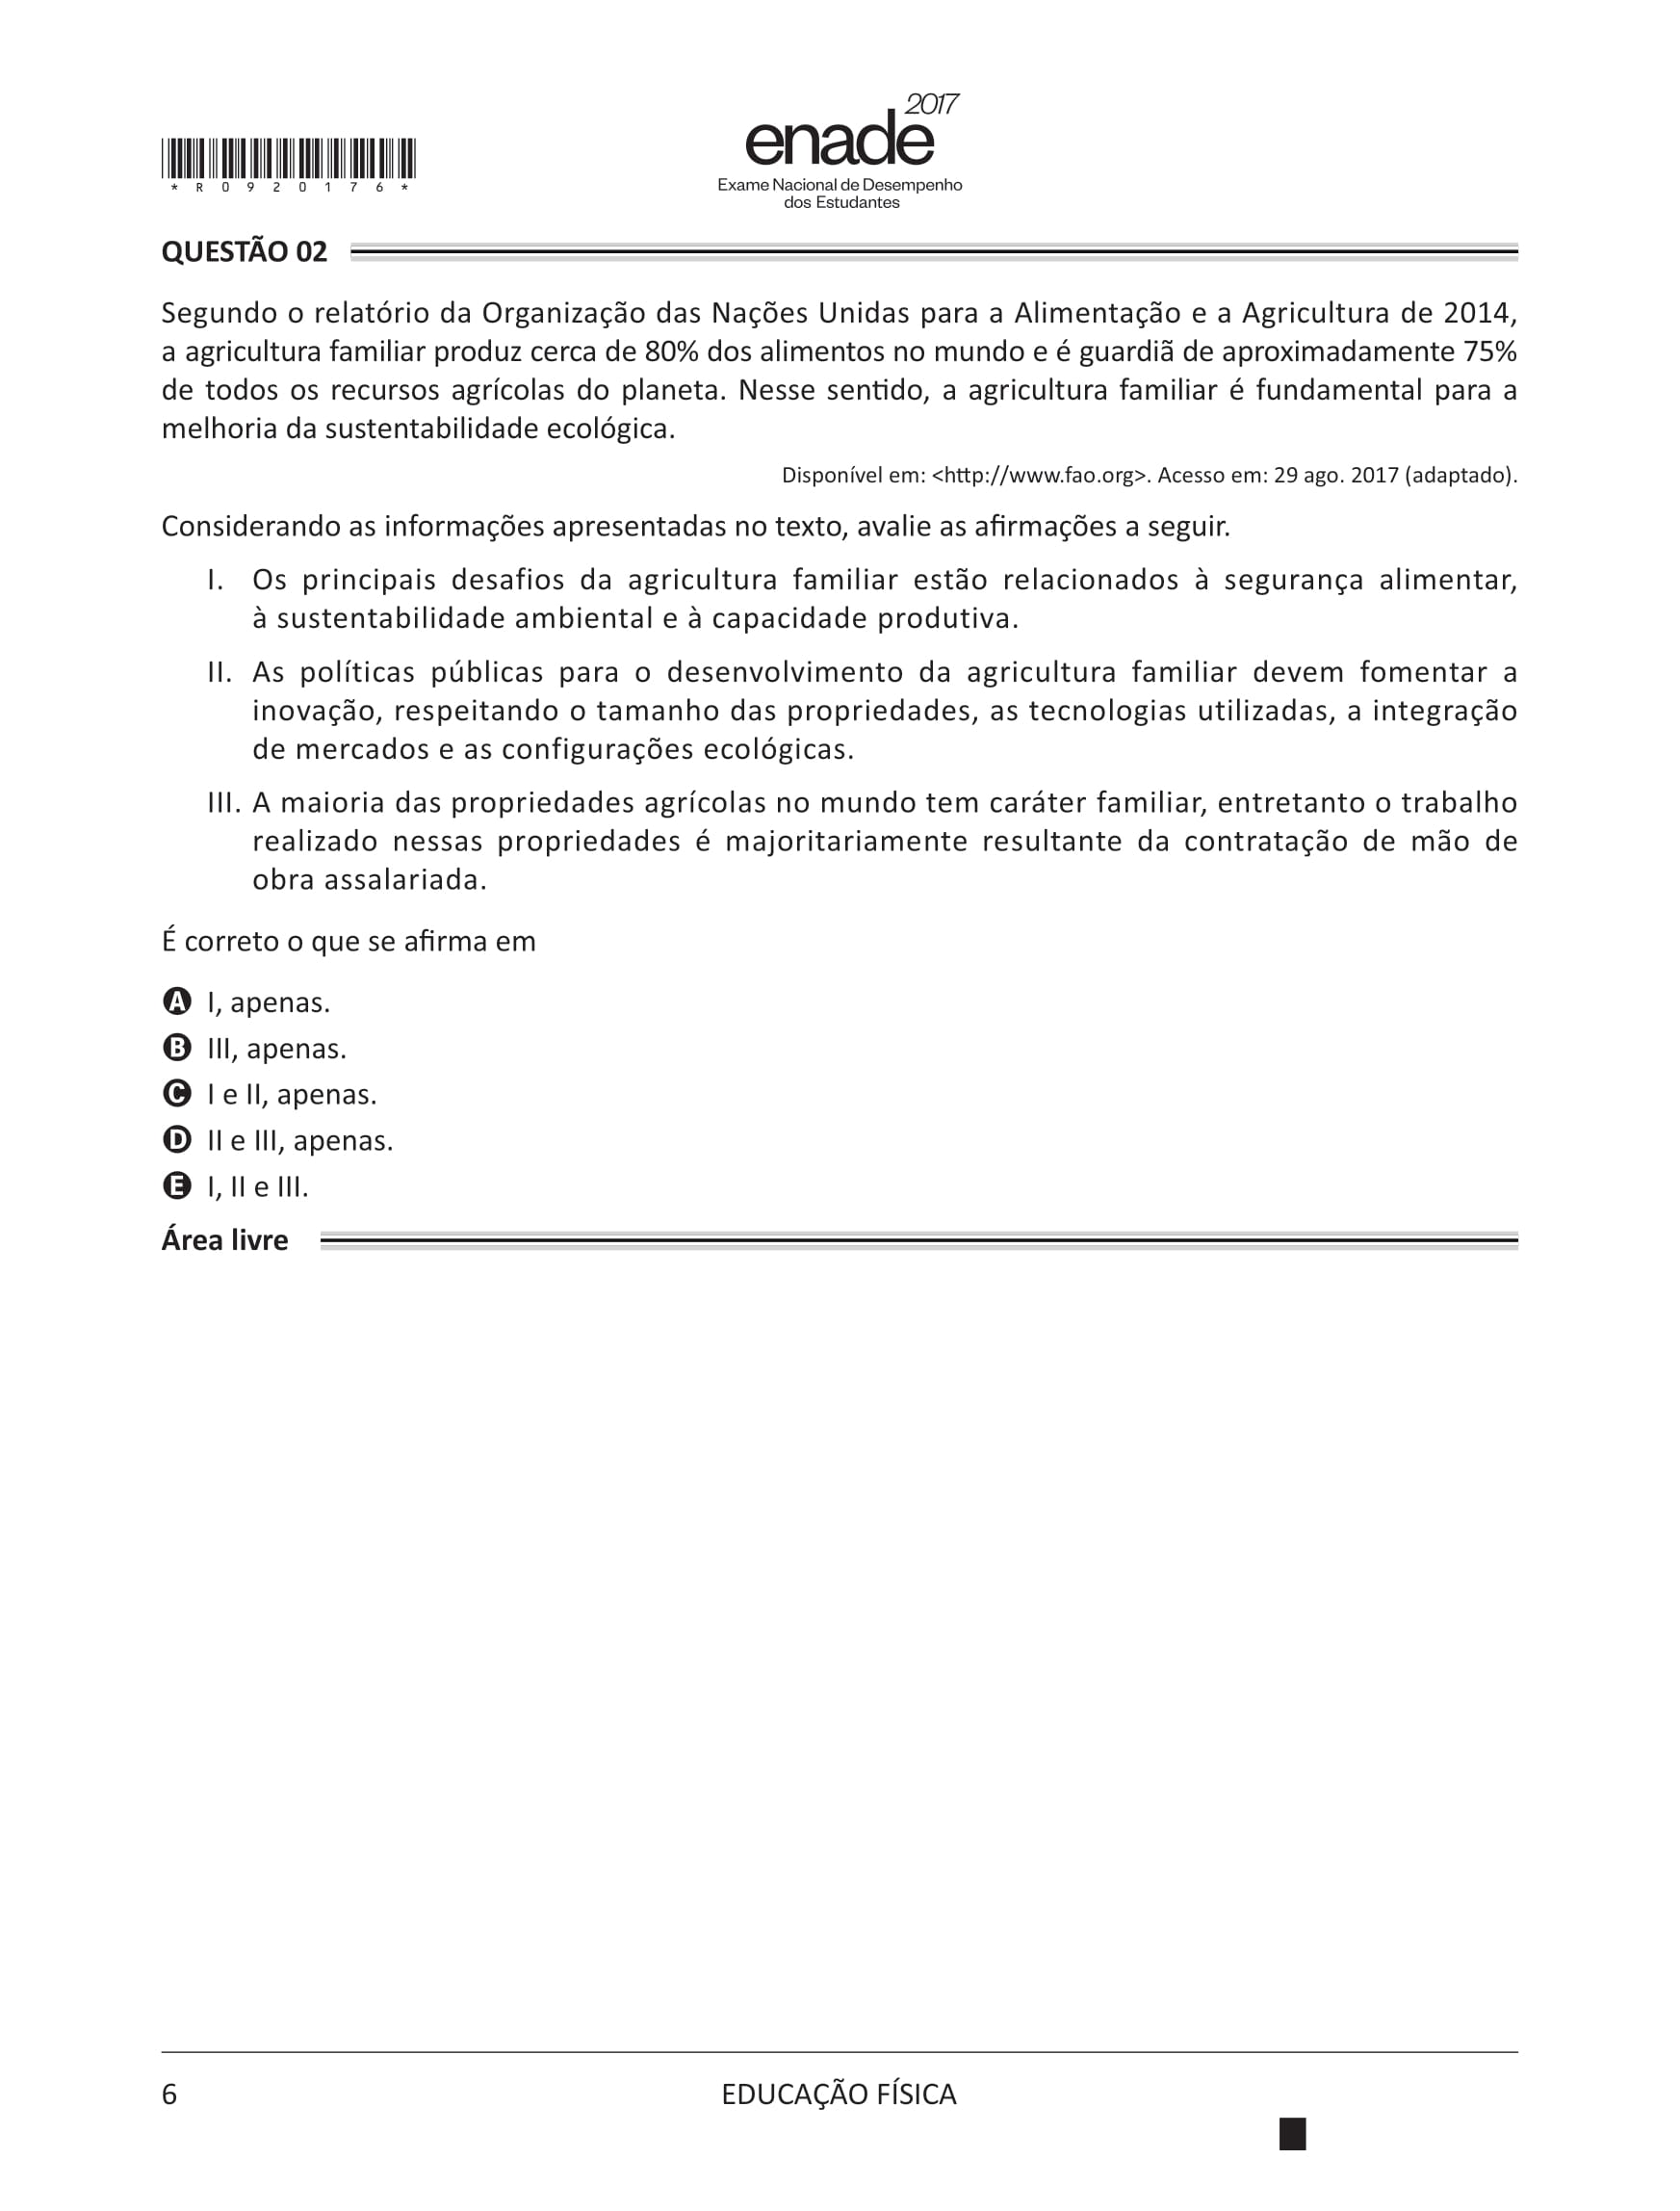 2017
enade
Exame Nacional de Desempenho
dos Estudantes
*R0920176*
QUESTÃO 02
Segundo o relatório da Organização das Nações Unidas para a Alimentação e a Agricultura de 2014,
a agricultura familiar produz cerca de 80% dos alimentos no mundo e é guardiã de aproximadamente 75%
de todos os recursos agrícolas do planeta. Nesse sentido, a agricultura familiar é fundamental para a
melhoria da sustentabilidade ecológica.
Disponível em: <http://www.fao.org>. Acesso em: 29 ago. 2017 (adaptado).
Considerando as informações apresentadas no texto, avalie as afirmações a seguir.
I. Os principais desafios da agricultura familiar estão relacionados à segurança alimentar,
à sustentabilidade ambiental e à capacidade produtiva.
II. As políticas públicas para o desenvolvimento da agricultura familiar devem fomentar a
inovação, respeitando o tamanho das propriedades, as tecnologias utilizadas, a integração
de mercados e as configurações ecológicas.
III. A maioria das propriedades agrícolas no mundo tem caráter familiar, entretanto o trabalho
realizado nessas propriedades é majoritariamente resultante da contratação de mão de
obra assalariada.
É correto o que se afirma em
A I, apenas.
B III, apenas.
C I e II, apenas.
D II e III, apenas.
E I, II e III.
Área livre
6
EDUCAÇÃO FÍSICA